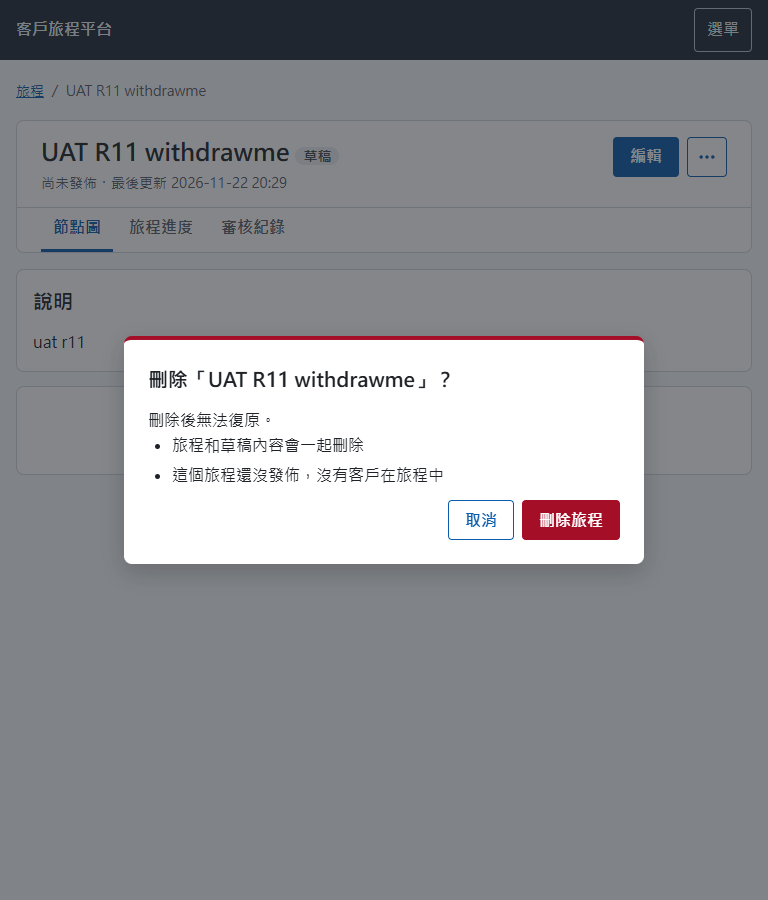 客戶旅程平台
選單
旅程 / UAT R11 withdrawme
UAT R11 withdrawme 草稿
編輯
···
尚未發佈・最後更新 2026-11-22 20:29
節點圖 旅程進度 審核紀錄
說明
uat r11
刪除「UAT R11 withdrawme」？
刪除後無法復原。
• 旅程和草稿內容會一起刪除
• 這個旅程還沒發佈，沒有客戶在旅程中
取消 刪除旅程